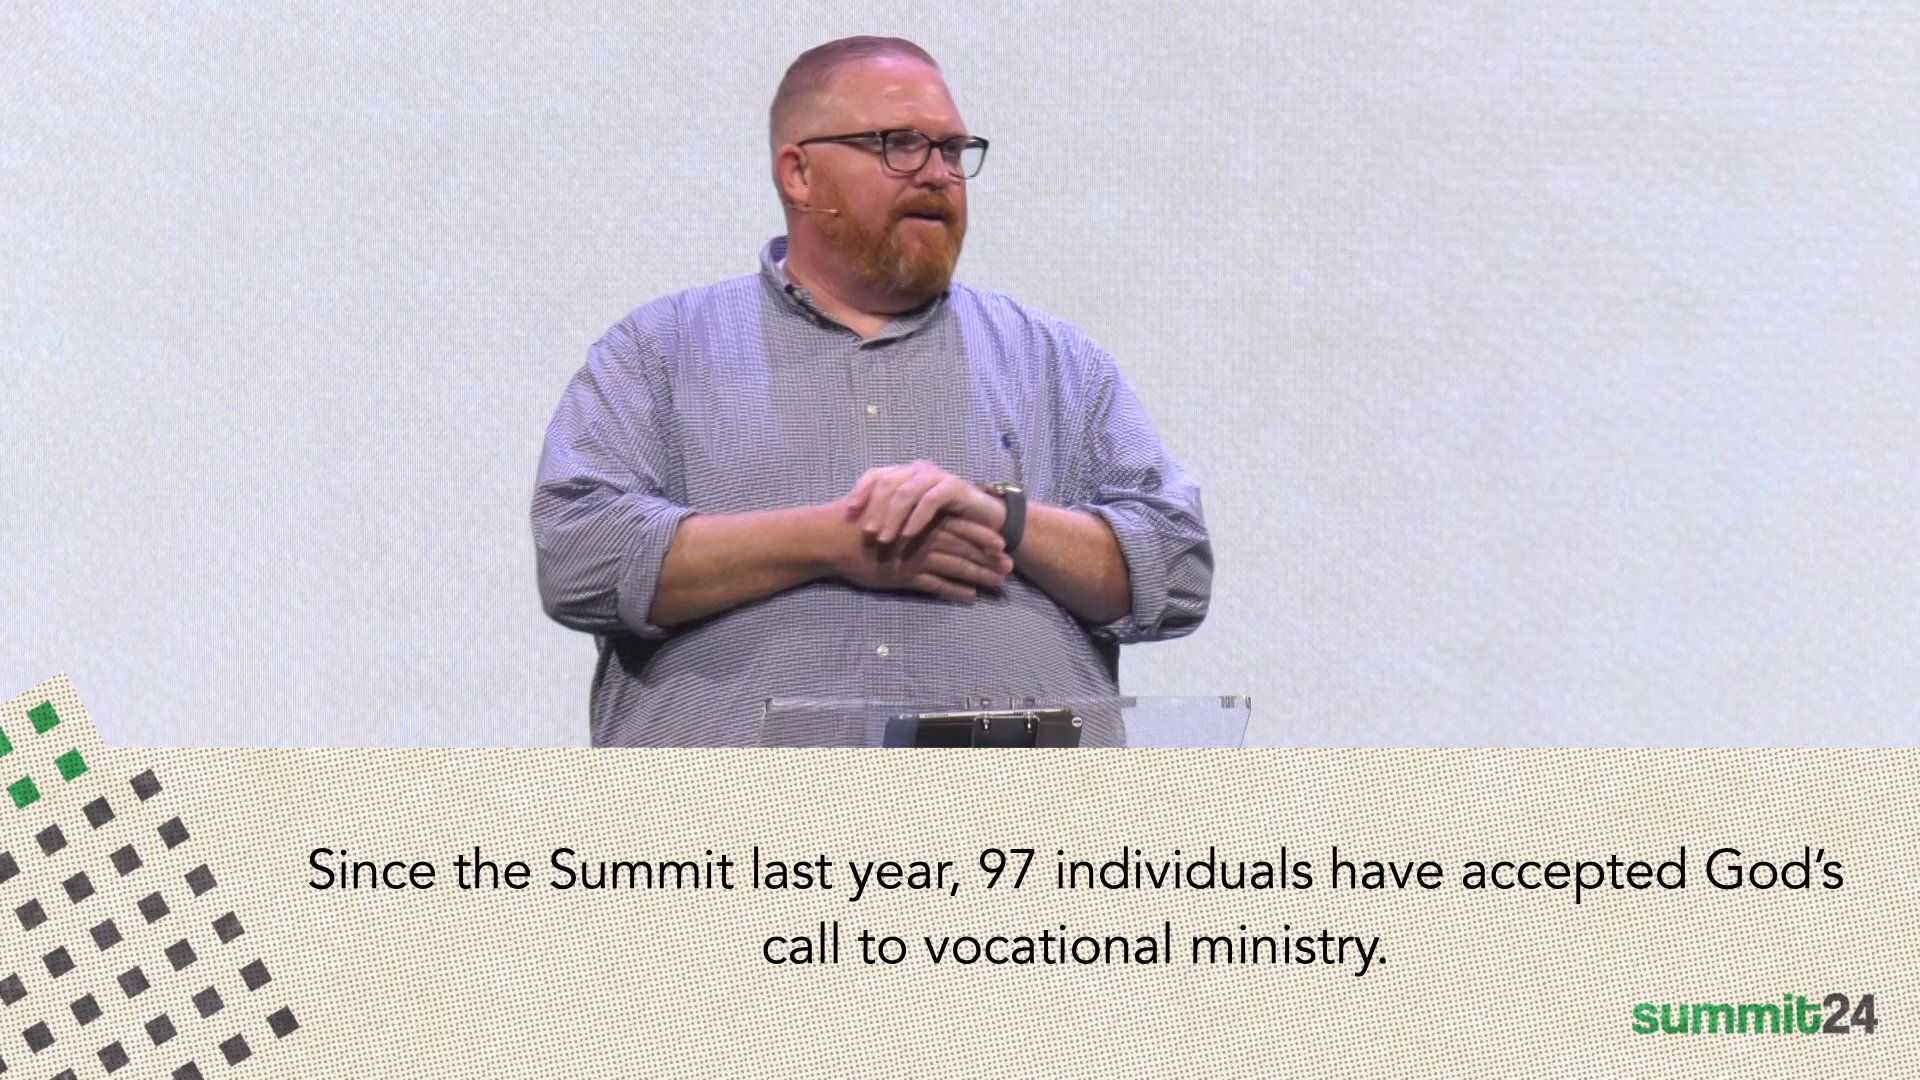 Since the Summit last year, 97 individuals have accepted God’s
call to vocational ministry.
summit24